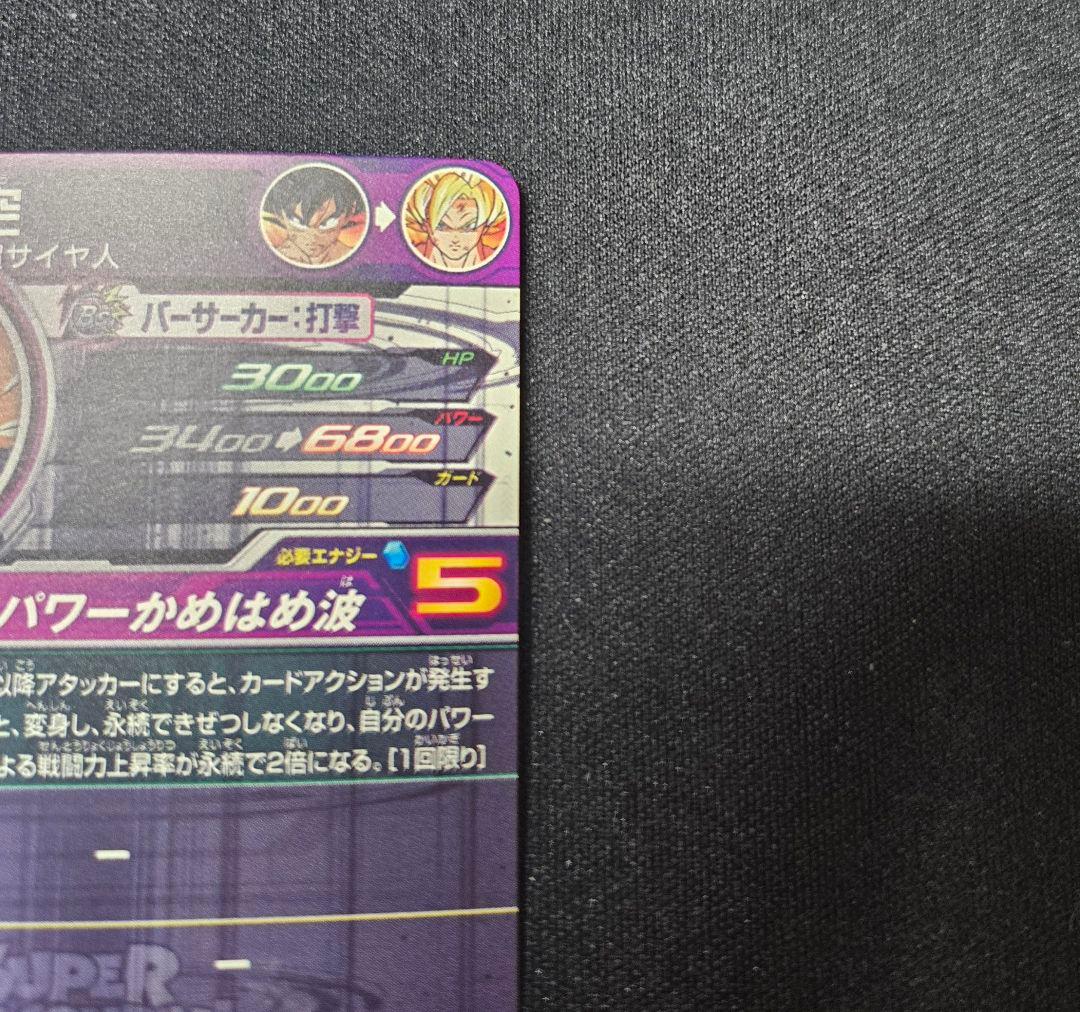 空
サイヤ人
バーサーカー：打撃
HP
3000
パワー
3400 6800
カード
1000
必要エナジー 5
パワーかめはめ波
は
以降アタッカーにすると、カードアクションが発生す
と、変身し、永続できぜつしなくなり、自分のパワー
よる戦闘力上昇率が永続で2倍になる。[1回限り]
SUPER